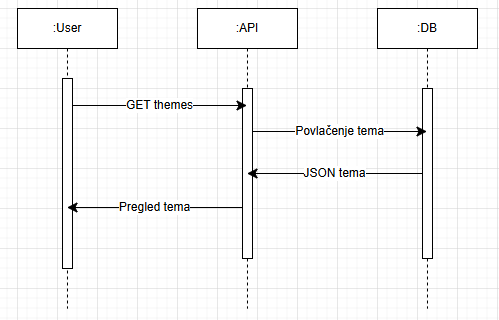 :User
:API
:DB
GET themes
Povlačenje tema
JSON tema
Pregled tema